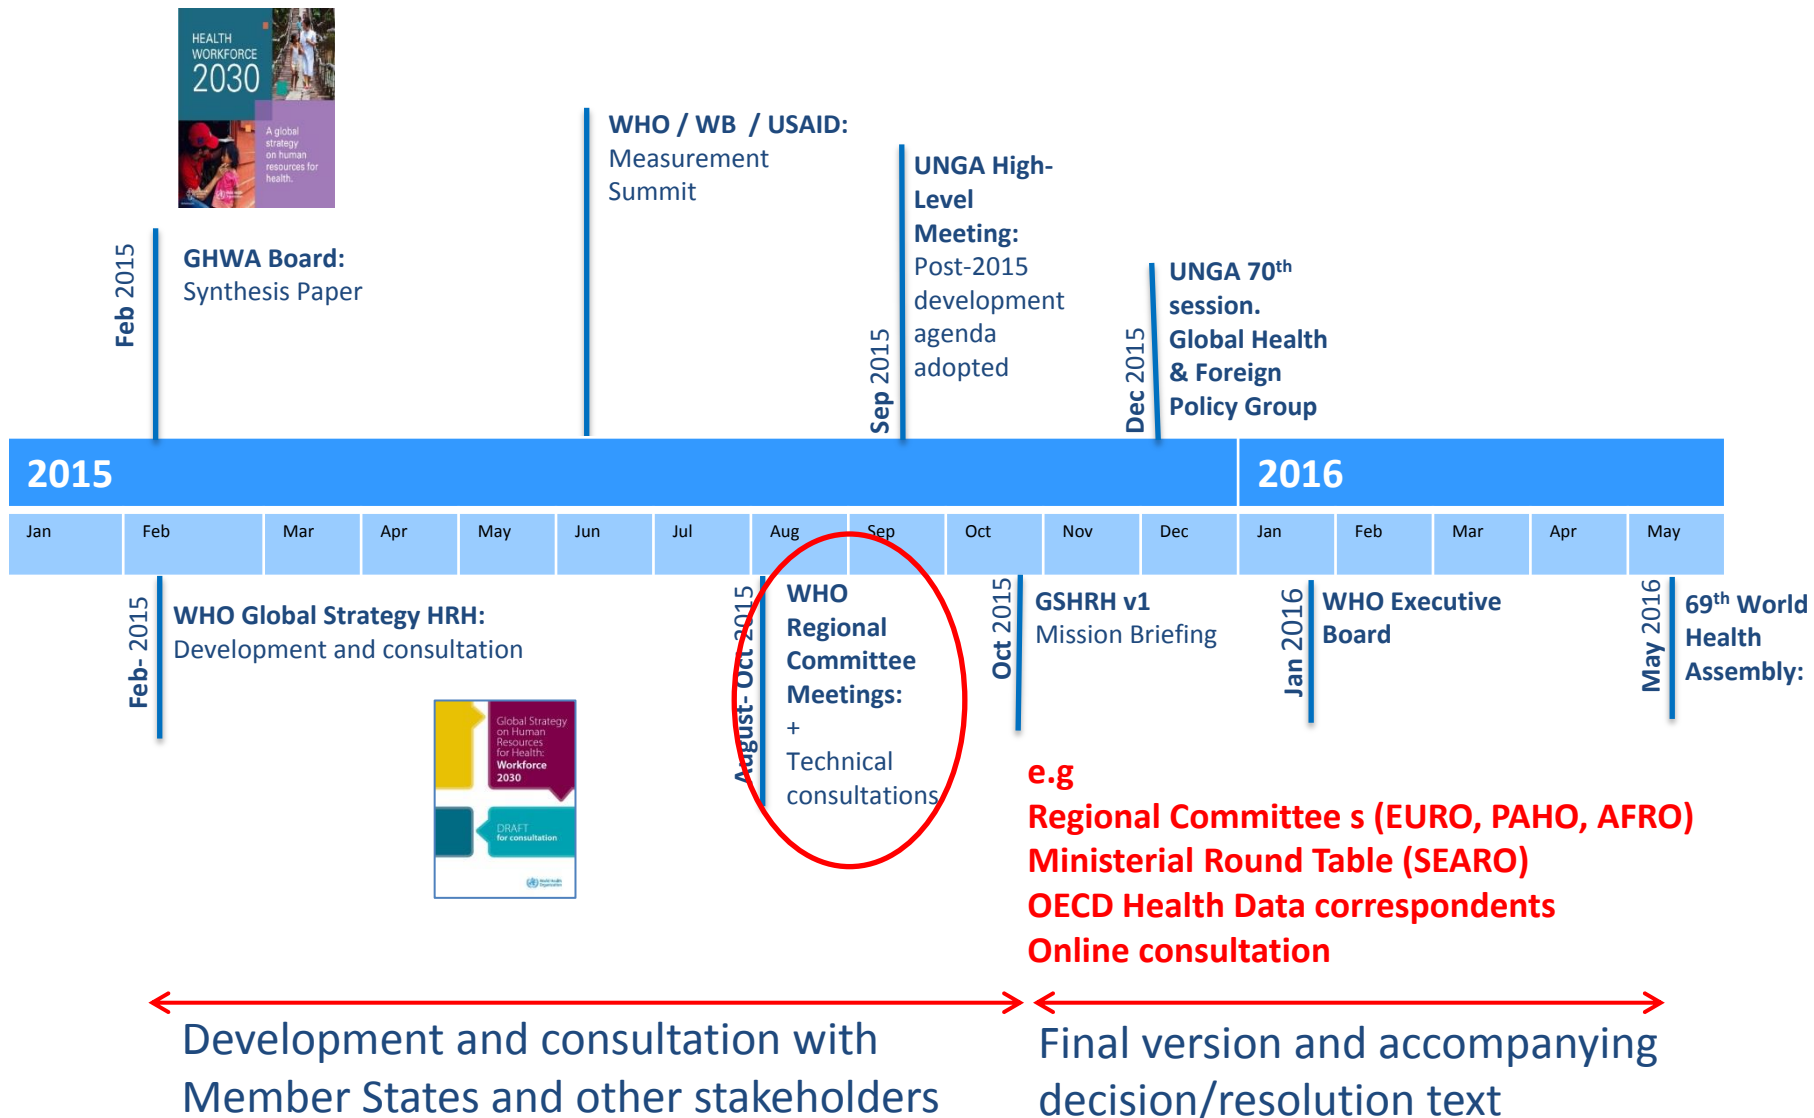 HEALTH
WORKFORCE
2030
A global
strategy
on human
resources for
health.
Feb 2015
GHWA Board:
Synthesis Paper
WHO / WB / USAID:
Measurement
Summit
Sep 2015
UNGA High-
Level
Meeting:
Post-2015
development
agenda
adopted
Dec 2015
UNGA 70th
session.
Global Health
& Foreign
Policy Group
2015
2016
Jan Feb Mar Apr May Jun Jul Aug Sep Oct Nov Dec Jan Feb Mar Apr May
Feb- 2015
WHO Global Strategy HRH:
Development and consultation
Global Strategy
on Human
Resources
for Health:
Workforce
2030
DRAFT
for consultation
World Health
Organization
August- Oct 2015
WHO
Regional
Committee
Meetings:
+
Technical
consultations
Oct 2015
GSHRH v1
Mission Briefing
Jan 2016
WHO Executive
Board
May 2016
69th World
Health
Assembly:
e.g
Regional Committee s (EURO, PAHO, AFRO)
Ministerial Round Table (SEARO)
OECD Health Data correspondents
Online consultation
Development and consultation with
Member States and other stakeholders
Final version and accompanying
decision/resolution text